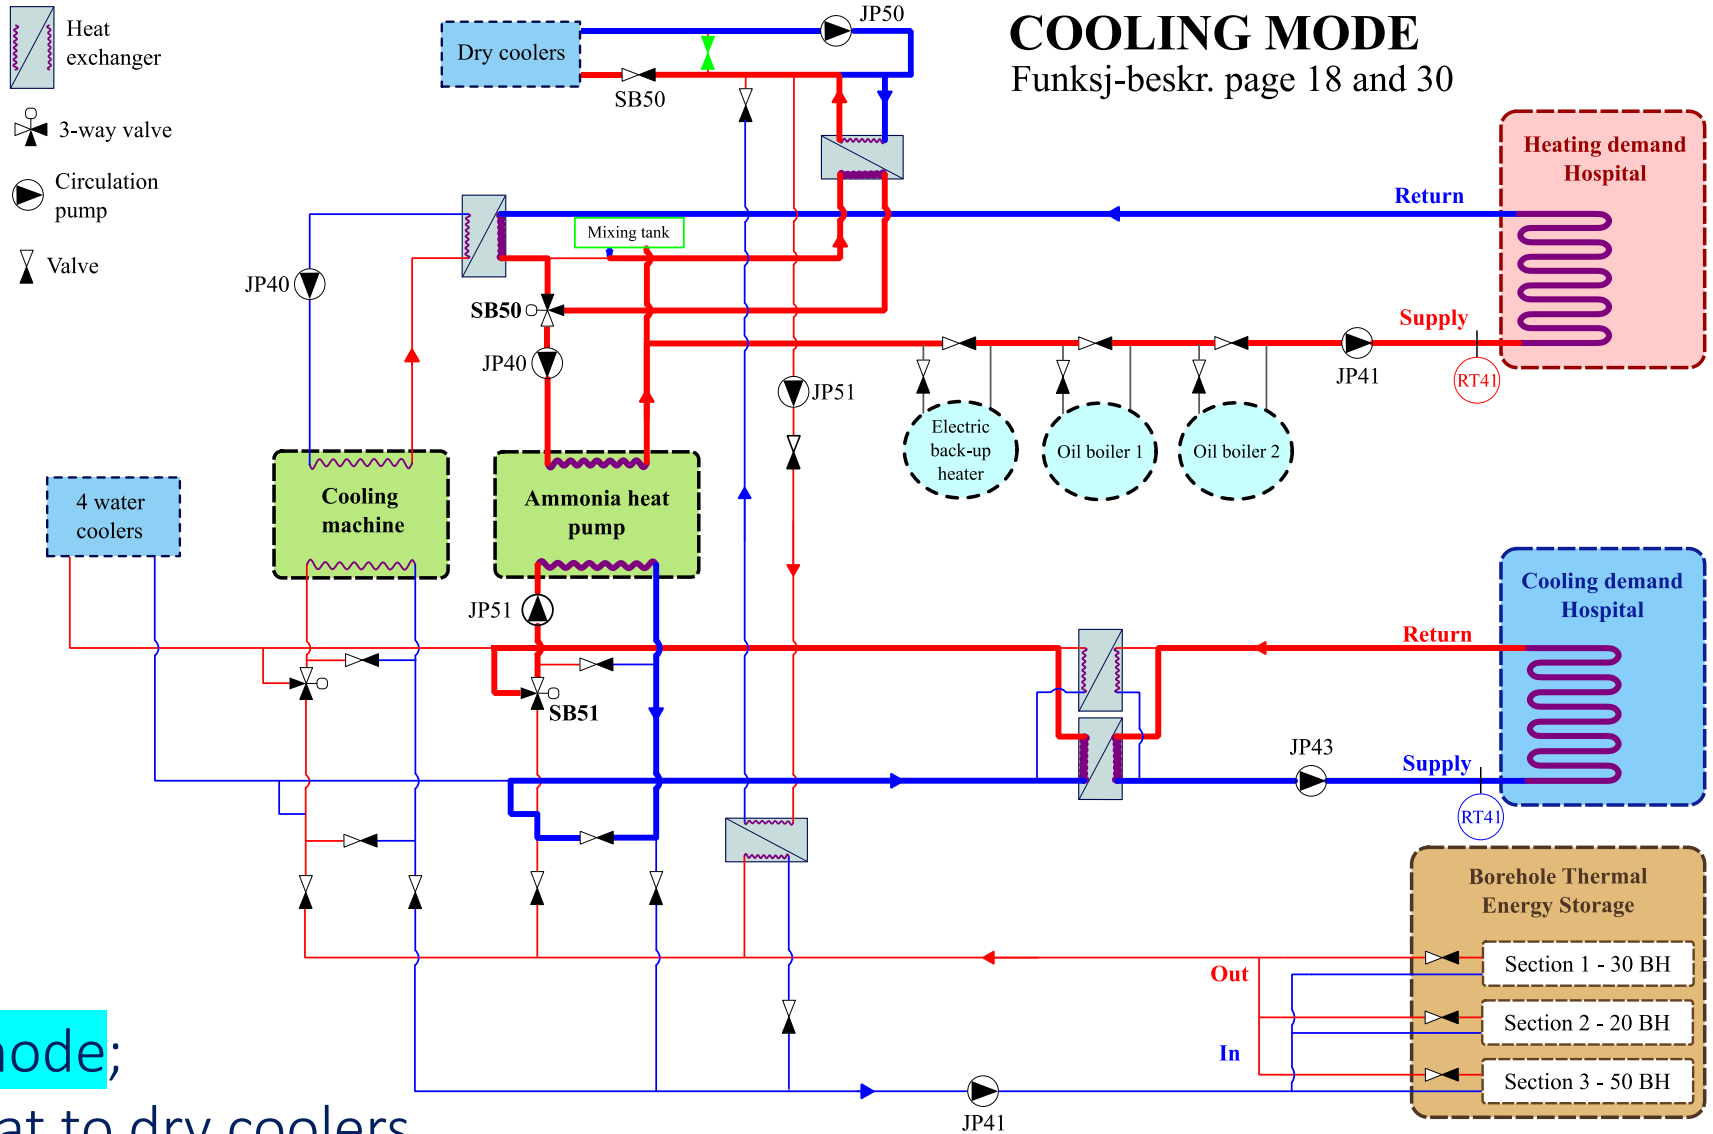 Heat
exchanger
3-way valve
Circulation
pump
Valve
COOLING MODE
Funksj-beskr. page 18 and 30
Dry coolers
JP50
SB50
Mixing tank
JP40
SB50
JP40
JP51
Heating demand
Hospital
Return
Supply
JP41
RT41
Electric
back-up
heater
Oil boiler 1
Oil boiler 2
4 water
coolers
Cooling
machine
Ammonia heat
pump
JP51
SB51
Cooling demand
Hospital
Return
Supply
JP43
RT41
Borehole Thermal
Energy Storage
Section 1 - 30 BH
Section 2 - 20 BH
Section 3 - 50 BH
Out
In
JP41
to dry coolers